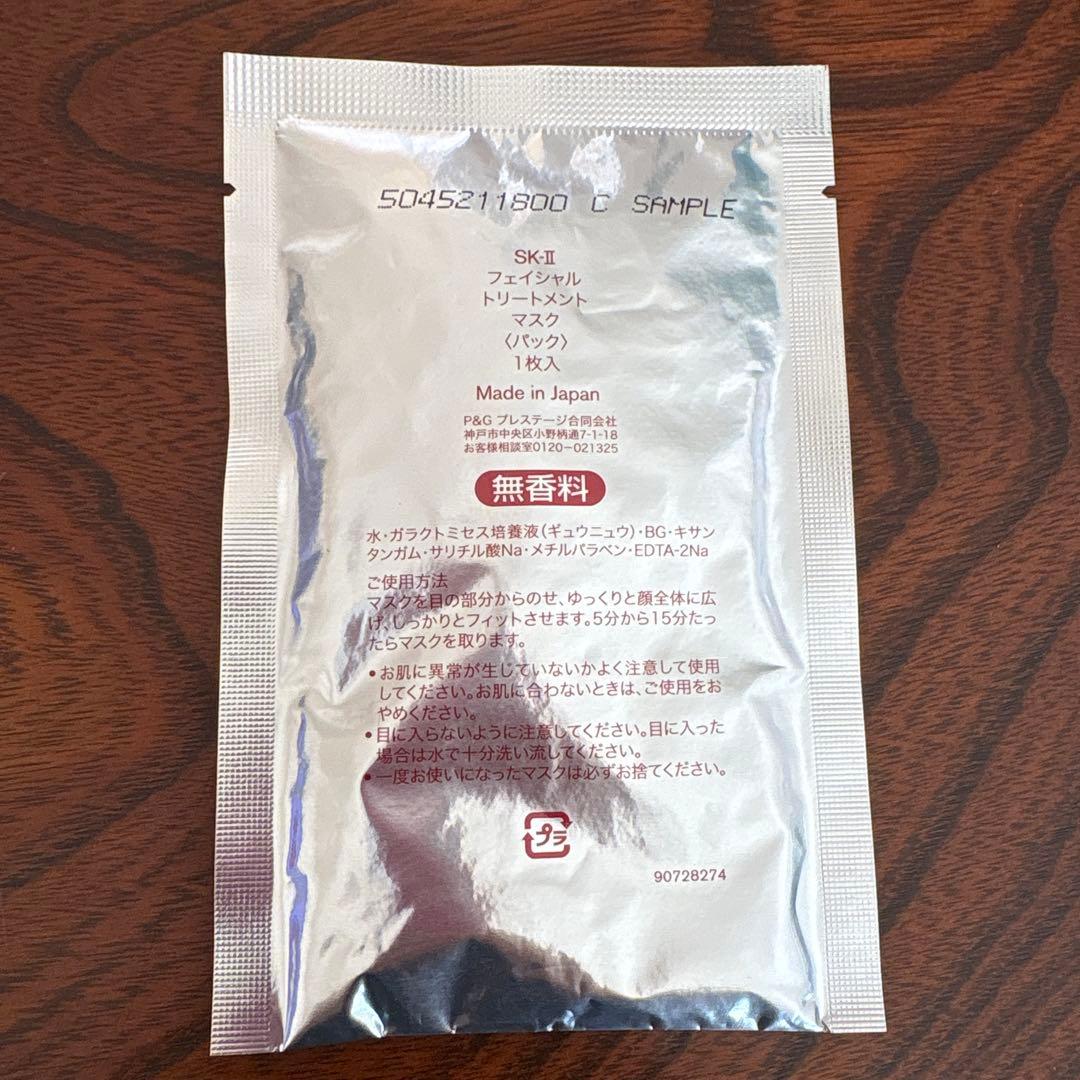 5045211800 C SAMPLE
SK-II
フェイシャル
トリートメント
マスク
〈パック〉
1枚入
Made in Japan
P&G プレステージ合同会社
神戸市中央区小野柄通7-1-18
お客様相談室0120-021325
無香料
水・ガラクトミセス培養液(ギュウニュウ)・BG・キサン
タンガム・サリチル酸Na・メチルパラベン・EDTA-2Na
ご使用方法
マスクを目の部分からのせ、ゆっくりと顔全体に広
げ、しっかりとフィットさせます。5分から15分たっ
たらマスクを取ります。
•お肌に異常が生じていないかよく注意して使用
してください。お肌に合わないときは、ご使用をお
やめください。
•目に入らないように注意してください。目に入った
場合は水で十分洗い流してください。
•一度お使いになったマスクは必ずお捨てください。
プラ
90728274